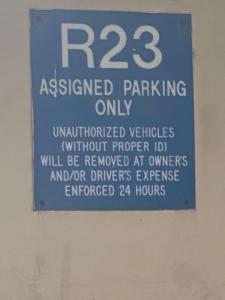 R23
ASSIGNED PARKING
ONLY
UNAUTHORIZED VEHICLES
(WITHOUT PROPER ID)
WILL BE REMOVED AT OWNER'S
AND/OR DRIVER'S EXPENSE
ENFORCED 24 HOURS